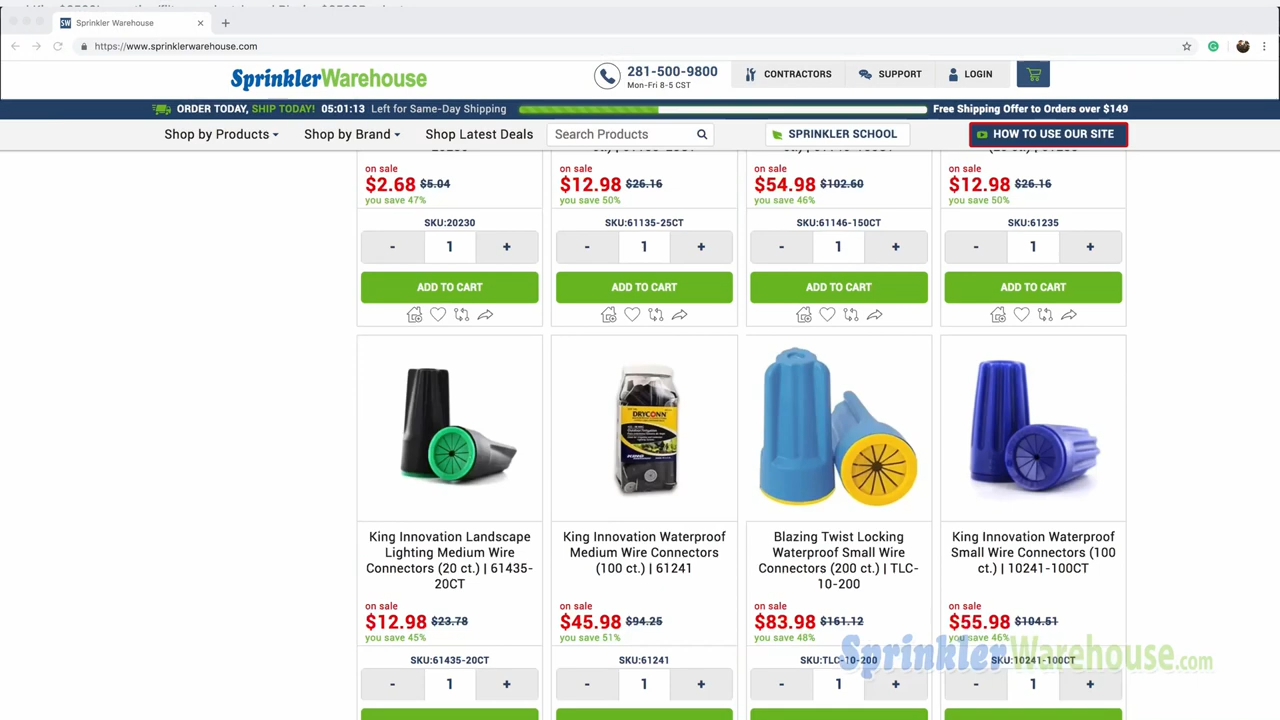 Sprinkler Warehouse
https://www.sprinklerwarehouse.com
SprinklerWarehouse
281-500-9800
Mon-Fri 8-5 CST
CONTRACTORS
SUPPORT
LOGIN
ORDER TODAY, SHIP TODAY! 05:01:13 Left for Same-Day Shipping
Free Shipping Offer to Orders over $149
Shop by Products
Shop by Brand
Shop Latest Deals
Search Products
SPRINKLER SCHOOL
HOW TO USE OUR SITE
on sale
$2.68 $5.04
you save 47%
SKU:20230
- 1 +
ADD TO CART
on sale
$12.98 $26.16
you save 50%
SKU:61135-25CT
- 1 +
ADD TO CART
on sale
$54.98 $102.60
you save 46%
SKU:61146-150CT
- 1 +
ADD TO CART
on sale
$12.98 $26.16
you save 50%
SKU:61235
- 1 +
ADD TO CART
King Innovation Landscape
Lighting Medium Wire
Connectors (20 ct.) | 61435-
20CT
on sale
$12.98 $23.78
you save 45%
SKU:61435-20CT
- 1 +
DRYCONN
KING
King Innovation Waterproof
Medium Wire Connectors
(100 ct.) | 61241
on sale
$45.98 $94.25
you save 51%
SKU:61241
- 1 +
Blazing Twist Locking
Waterproof Small Wire
Connectors (200 ct.) | TLC-
10-200
on sale
$83.98 $161.12
you save 48%
SKU:TLC-10-200
- 1 +
King Innovation Waterproof
Small Wire Connectors (100
ct.) | 10241-100CT
on sale
$55.98 $104.51
you save 46%
SKU:10241-100CT
- 1 +
SprinklerWarehouse.com